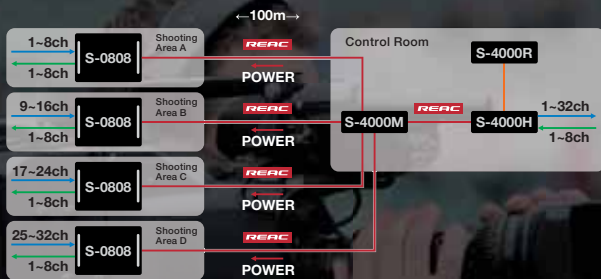 ←100m→
1~8ch
1~8ch
S-0808
Shooting
Area A
REAC
POWER
9~16ch
1~8ch
S-0808
Shooting
Area B
REAC
POWER
17~24ch
1~8ch
S-0808
Shooting
Area C
REAC
POWER
25~32ch
1~8ch
S-0808
Shooting
Area D
REAC
POWER
Control Room
S-4000R
S-4000M
REAC
S-4000H
1~32ch
1~8ch